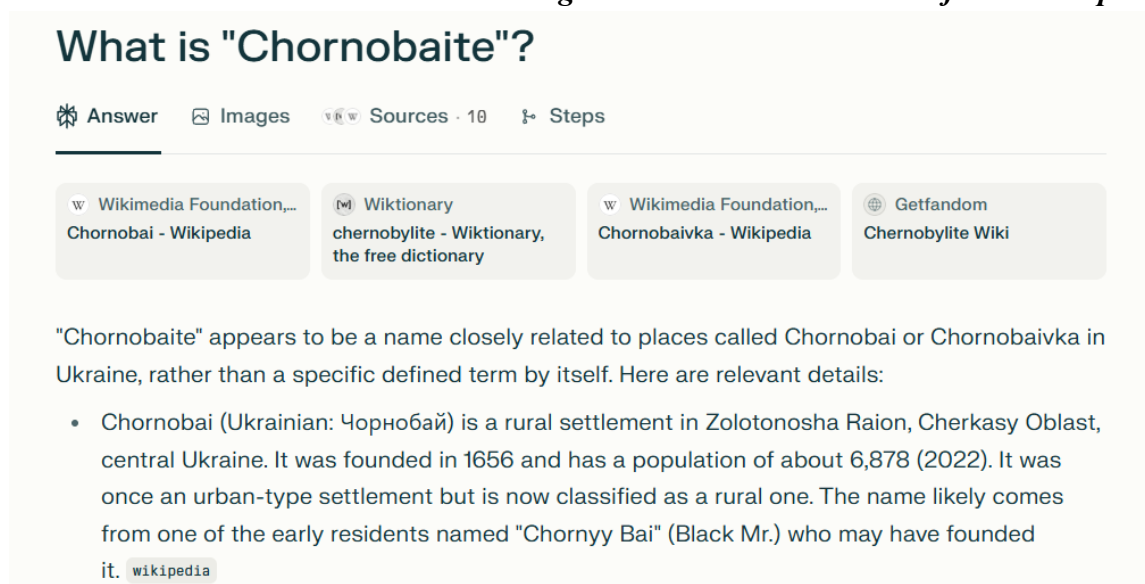 What is "Chornobaite"?
Answer Images Sources · 10 Steps
Wikimedia Foundation,... Wiktionary Wikimedia Foundation,... Getfandom
Chornobai - Wikipedia chernobylite - Wiktionary, Chornobaivka - Wikipedia Chernobylite Wiki
the free dictionary
"Chornobaite" appears to be a name closely related to places called Chornobai or Chornobaivka in
Ukraine, rather than a specific defined term by itself. Here are relevant details:
• Chornobai (Ukrainian: Чорнобай) is a rural settlement in Zolotonosha Raion, Cherkasy Oblast,
central Ukraine. It was founded in 1656 and has a population of about 6,878 (2022). It was
once an urban-type settlement but is now classified as a rural one. The name likely comes
from one of the early residents named "Chornyy Bai" (Black Mr.) who may have founded
it. wikipedia